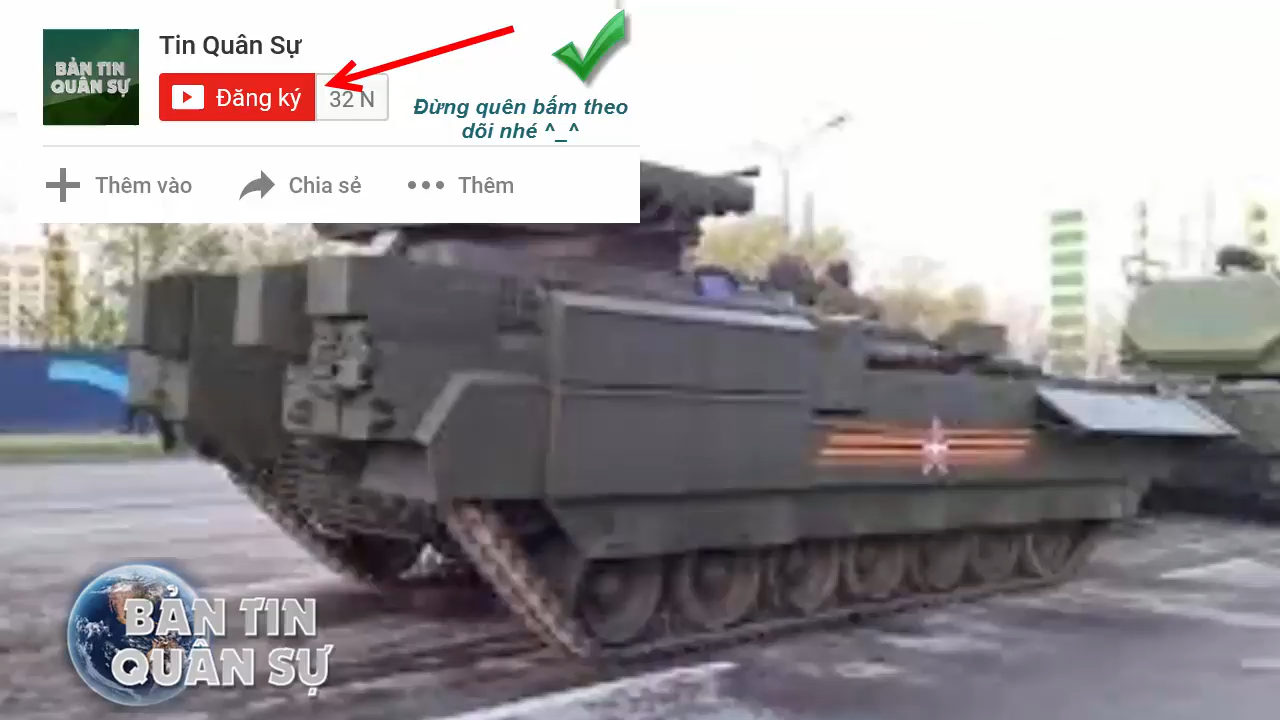 BẢN TIN
QUÂN SỰ
Tin Quân Sự
Đăng ký
32 N
Đừng quên bấm theo
dõi nhé ^_^
Thêm vào
Chia sẻ
Thêm
BẢN TIN
QUÂN SỰ